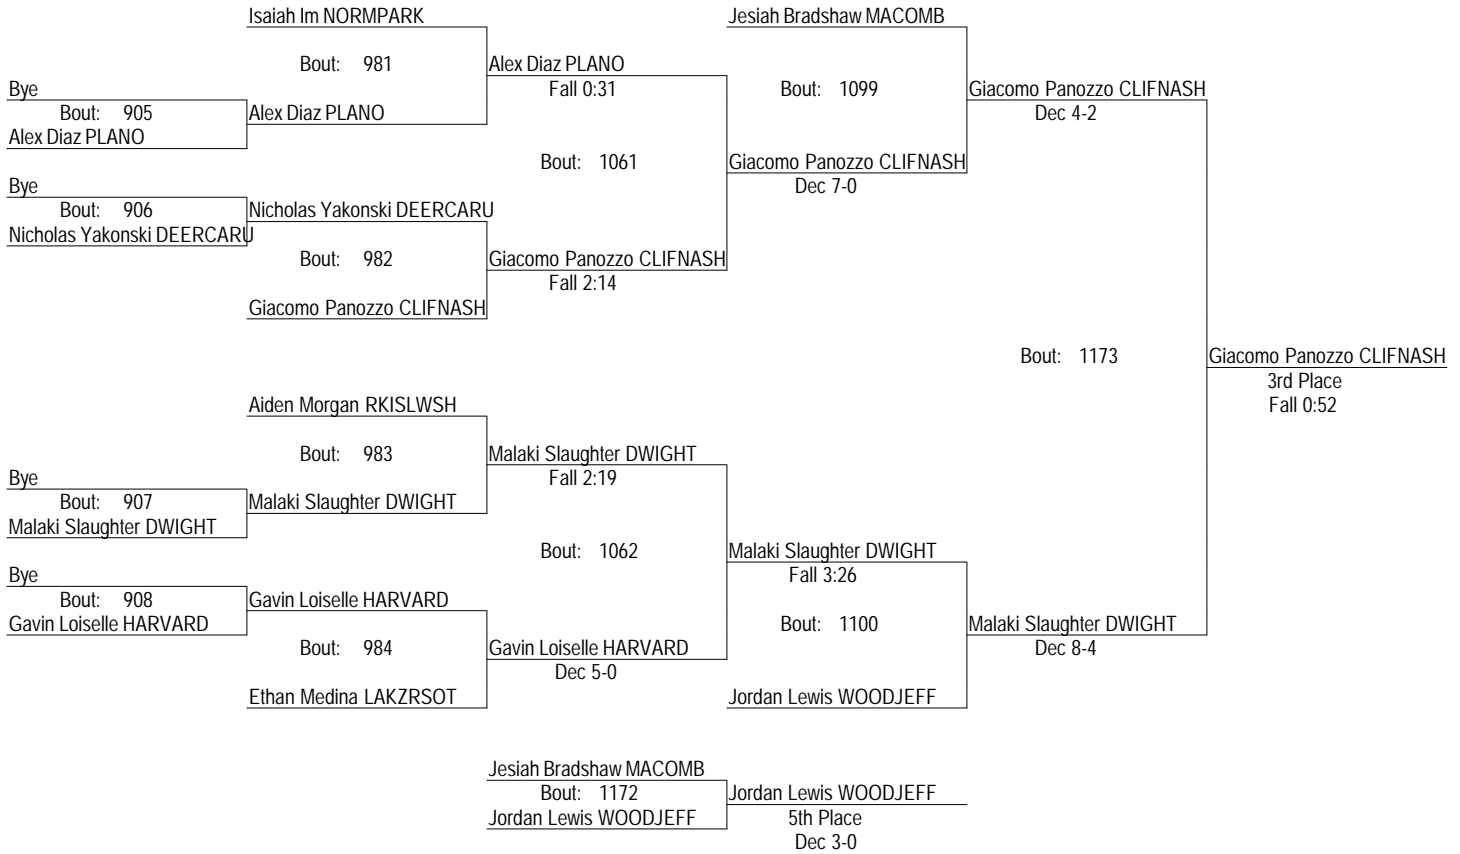 Isaiah Im NORMPARK
Jesiah Bradshaw MACOMB
Bout: 981
Alex Diaz PLANO
Fall 0:31
Bye
Bout: 905
Alex Diaz PLANO
Alex Diaz PLANO
Bout: 1099
Giacomo Panozzo CLIFNASH
Dec 4-2
Bout: 1061
Giacomo Panozzo CLIFNASH
Dec 7-0
Bye
Bout: 906
Nicholas Yakonski DEERCARU
Nicholas Yakonski DEERCARU
Bout: 982
Giacomo Panozzo CLIFNASH
Fall 2:14
Giacomo Panozzo CLIFNASH
Bout: 1173
Giacomo Panozzo CLIFNASH
3rd Place
Fall 0:52
Aiden Morgan RKISLWSH
Bout: 983
Malaki Slaughter DWIGHT
Fall 2:19
Bye
Bout: 907
Malaki Slaughter DWIGHT
Malaki Slaughter DWIGHT
Bout: 1062
Malaki Slaughter DWIGHT
Fall 3:26
Bye
Bout: 908
Gavin Loiselle HARVARD
Gavin Loiselle HARVARD
Bout: 1100
Malaki Slaughter DWIGHT
Dec 8-4
Bout: 984
Gavin Loiselle HARVARD
Dec 5-0
Ethan Medina LAKZRSOT
Jordan Lewis WOODJEFF
Jesiah Bradshaw MACOMB
Bout: 1172
Jordan Lewis WOODJEFF
Jordan Lewis WOODJEFF
5th Place
Dec 3-0